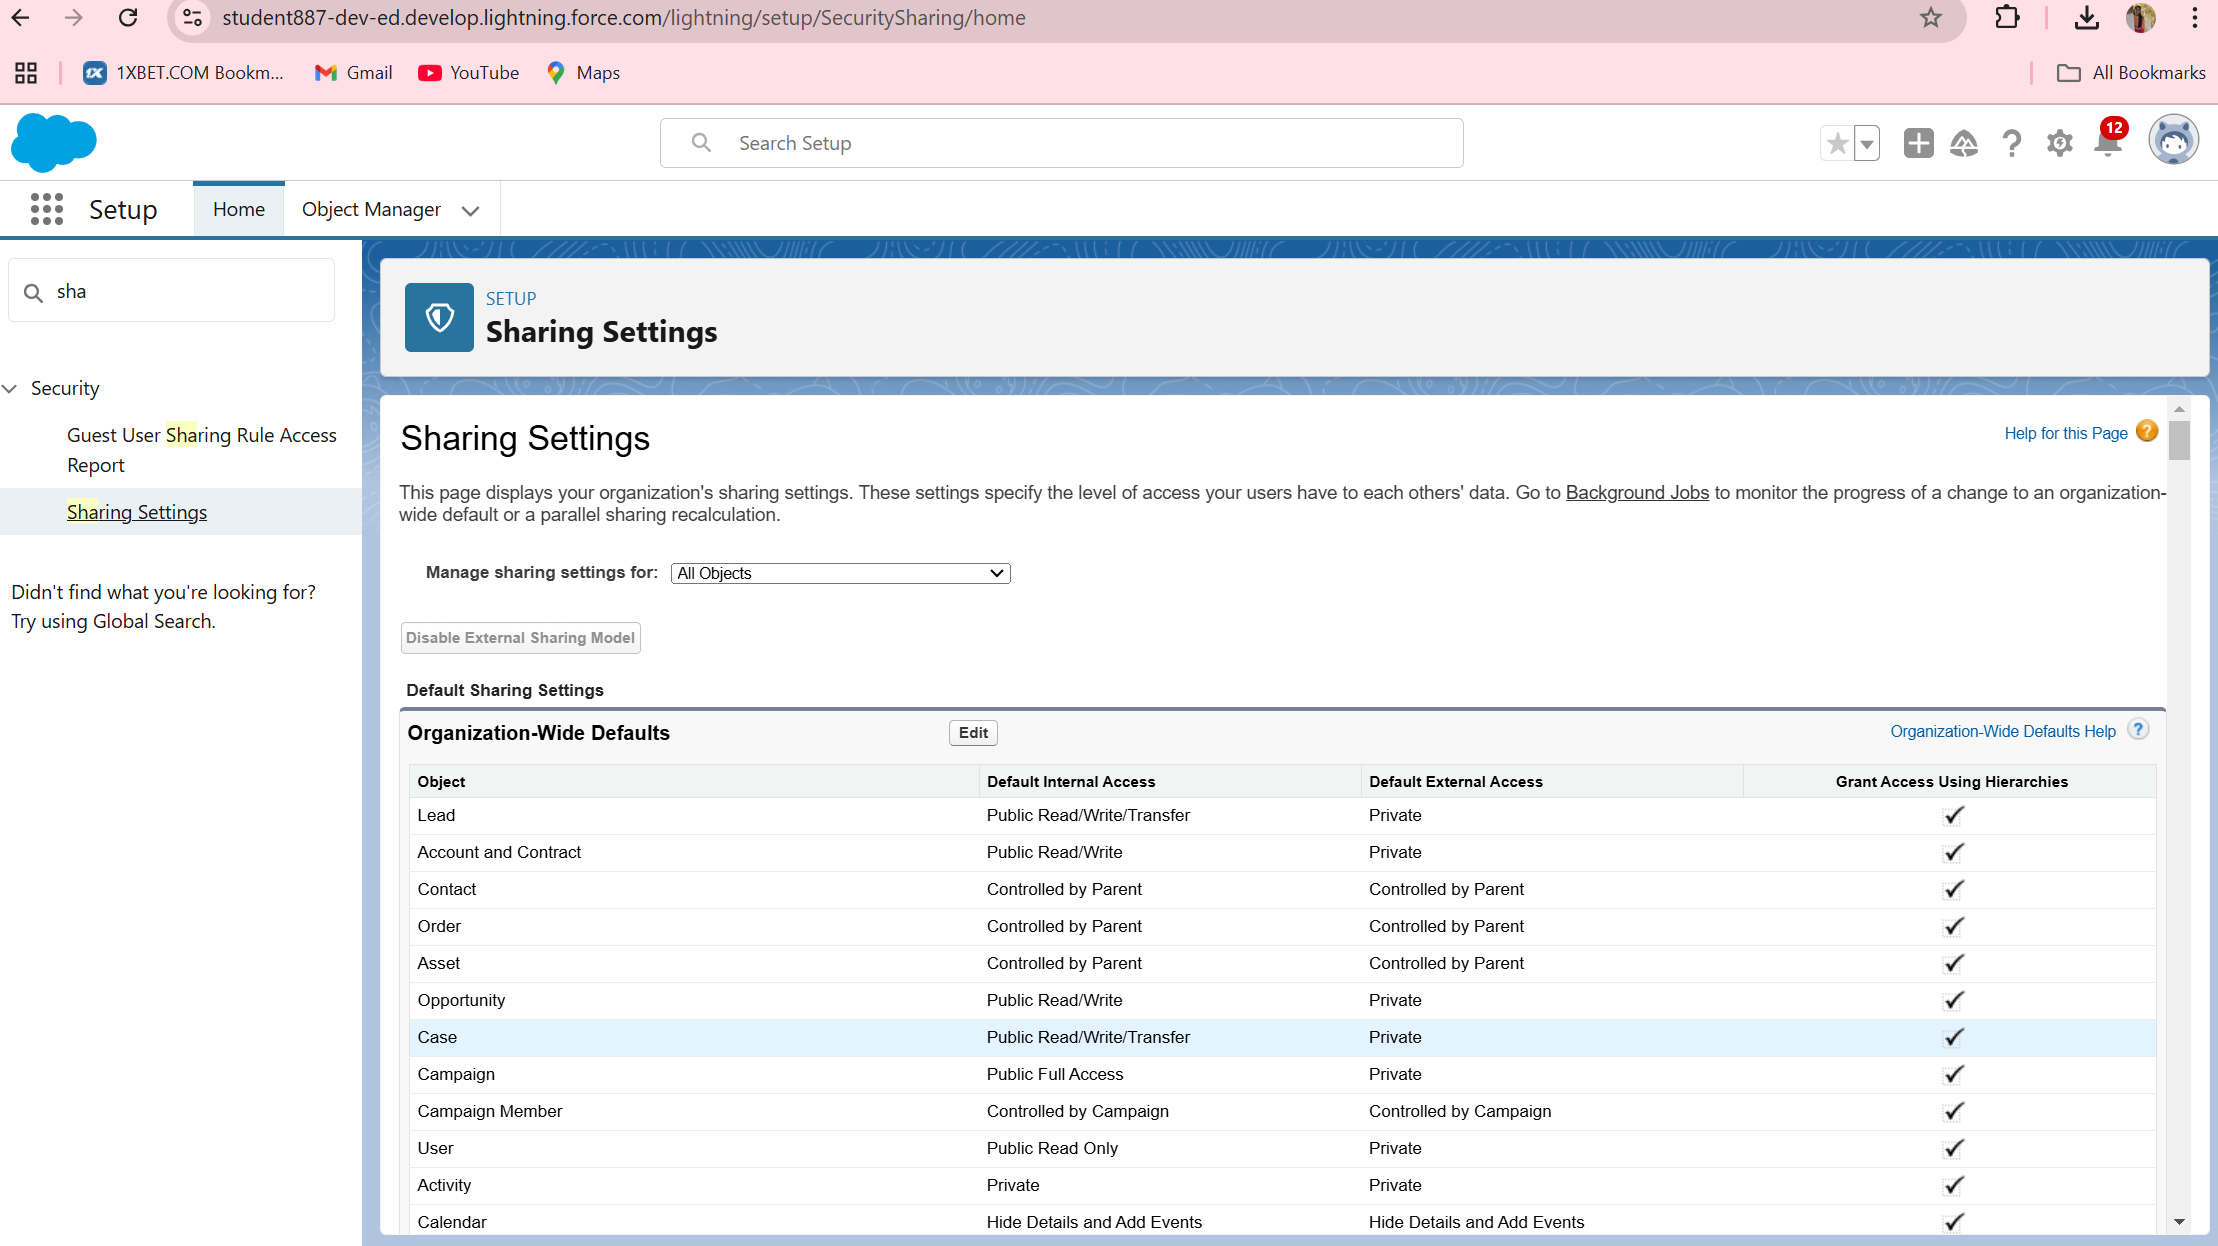 student887-dev-ed.develop.lightning.force.com/lightning/setup/SecuritySharing/home
1XBET.COM Bookm... Gmail YouTube Maps All Bookmarks
Search Setup
12
Setup Home Object Manager
sha
Security
Guest User Sharing Rule Access
Report
Sharing Settings
Didn't find what you're looking for?
Try using Global Search.
SETUP
Sharing Settings
Sharing Settings
Help for this Page
This page displays your organization's sharing settings. These settings specify the level of access your users have to each others' data. Go to Background Jobs to monitor the progress of a change to an organization-
wide default or a parallel sharing recalculation.
Manage sharing settings for: All Objects
Disable External Sharing Model
Default Sharing Settings
Organization-Wide Defaults Edit Organization-Wide Defaults Help ?
Object Default Internal Access Default External Access Grant Access Using Hierarchies
Lead Public Read/Write/Transfer Private
Account and Contract Public Read/Write Private
Contact Controlled by Parent Controlled by Parent
Order Controlled by Parent Controlled by Parent
Asset Controlled by Parent Controlled by Parent
Opportunity Public Read/Write Private
Case Public Read/Write/Transfer Private
Campaign Public Full Access Private
Campaign Member Controlled by Campaign Controlled by Campaign
User Public Read Only Private
Activity Private Private
Calendar Hide Details and Add Events Hide Details and Add Events